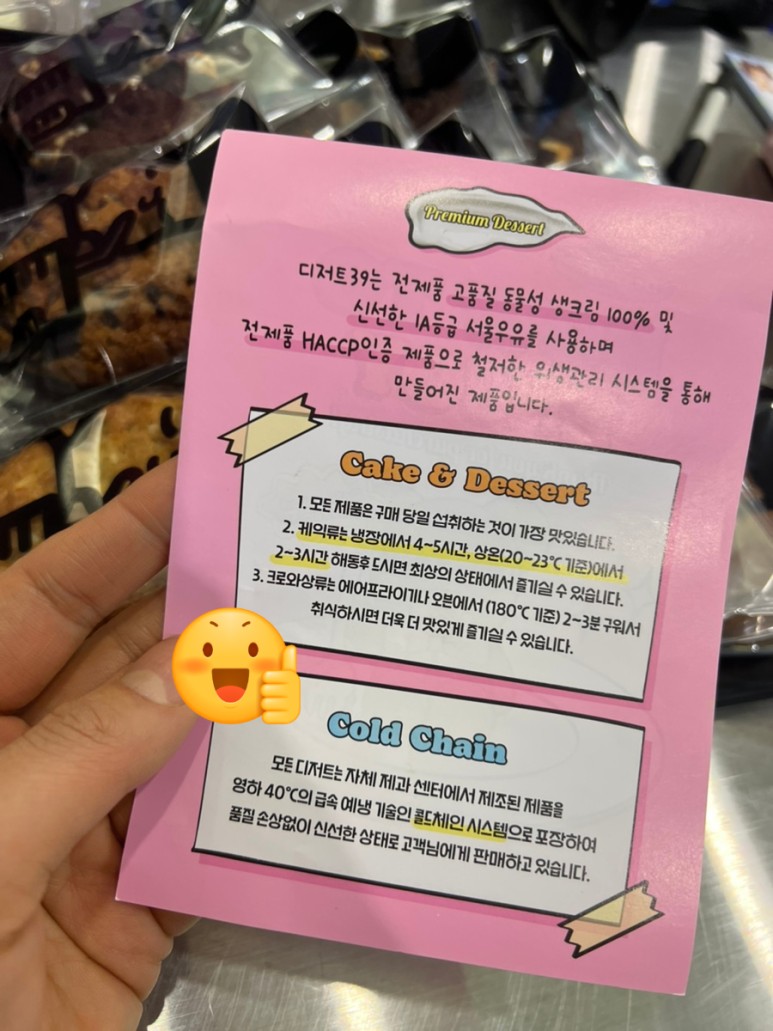 Premium Dessert
디저트39는 전제품 고품질 동물성 생크림 100% 및
신선한 1A등급 서울우유를 사용하며
전제품 HACCP인증 제품으로 철저한 위생관리 시스템을 통해
만들어진 제품입니다.
Cake & Dessert
1. 모든 제품은 구매 당일 섭취하는 것이 가장 맛있습니다.
2. 케익류는 냉장에서 4~5시간, 상온(20~23℃ 기준)에서
2~3시간 해동후 드시면 최상의 상태에서 즐기실 수 있습니다.
3. 크로와상류는 에어프라이기나 오븐에서 (180℃ 기준) 2~3분 구워서
취식하시면 더욱 더 맛있게 즐기실 수 있습니다.
Cold Chain
모든 디저트는 자체 제과 센터에서 제조된 제품을
영하 40℃의 급속 예냉 기술인 콜드체인 시스템으로 포장하여
품질 손상없이 신선한 상태로 고객님에게 판매하고 있습니다.